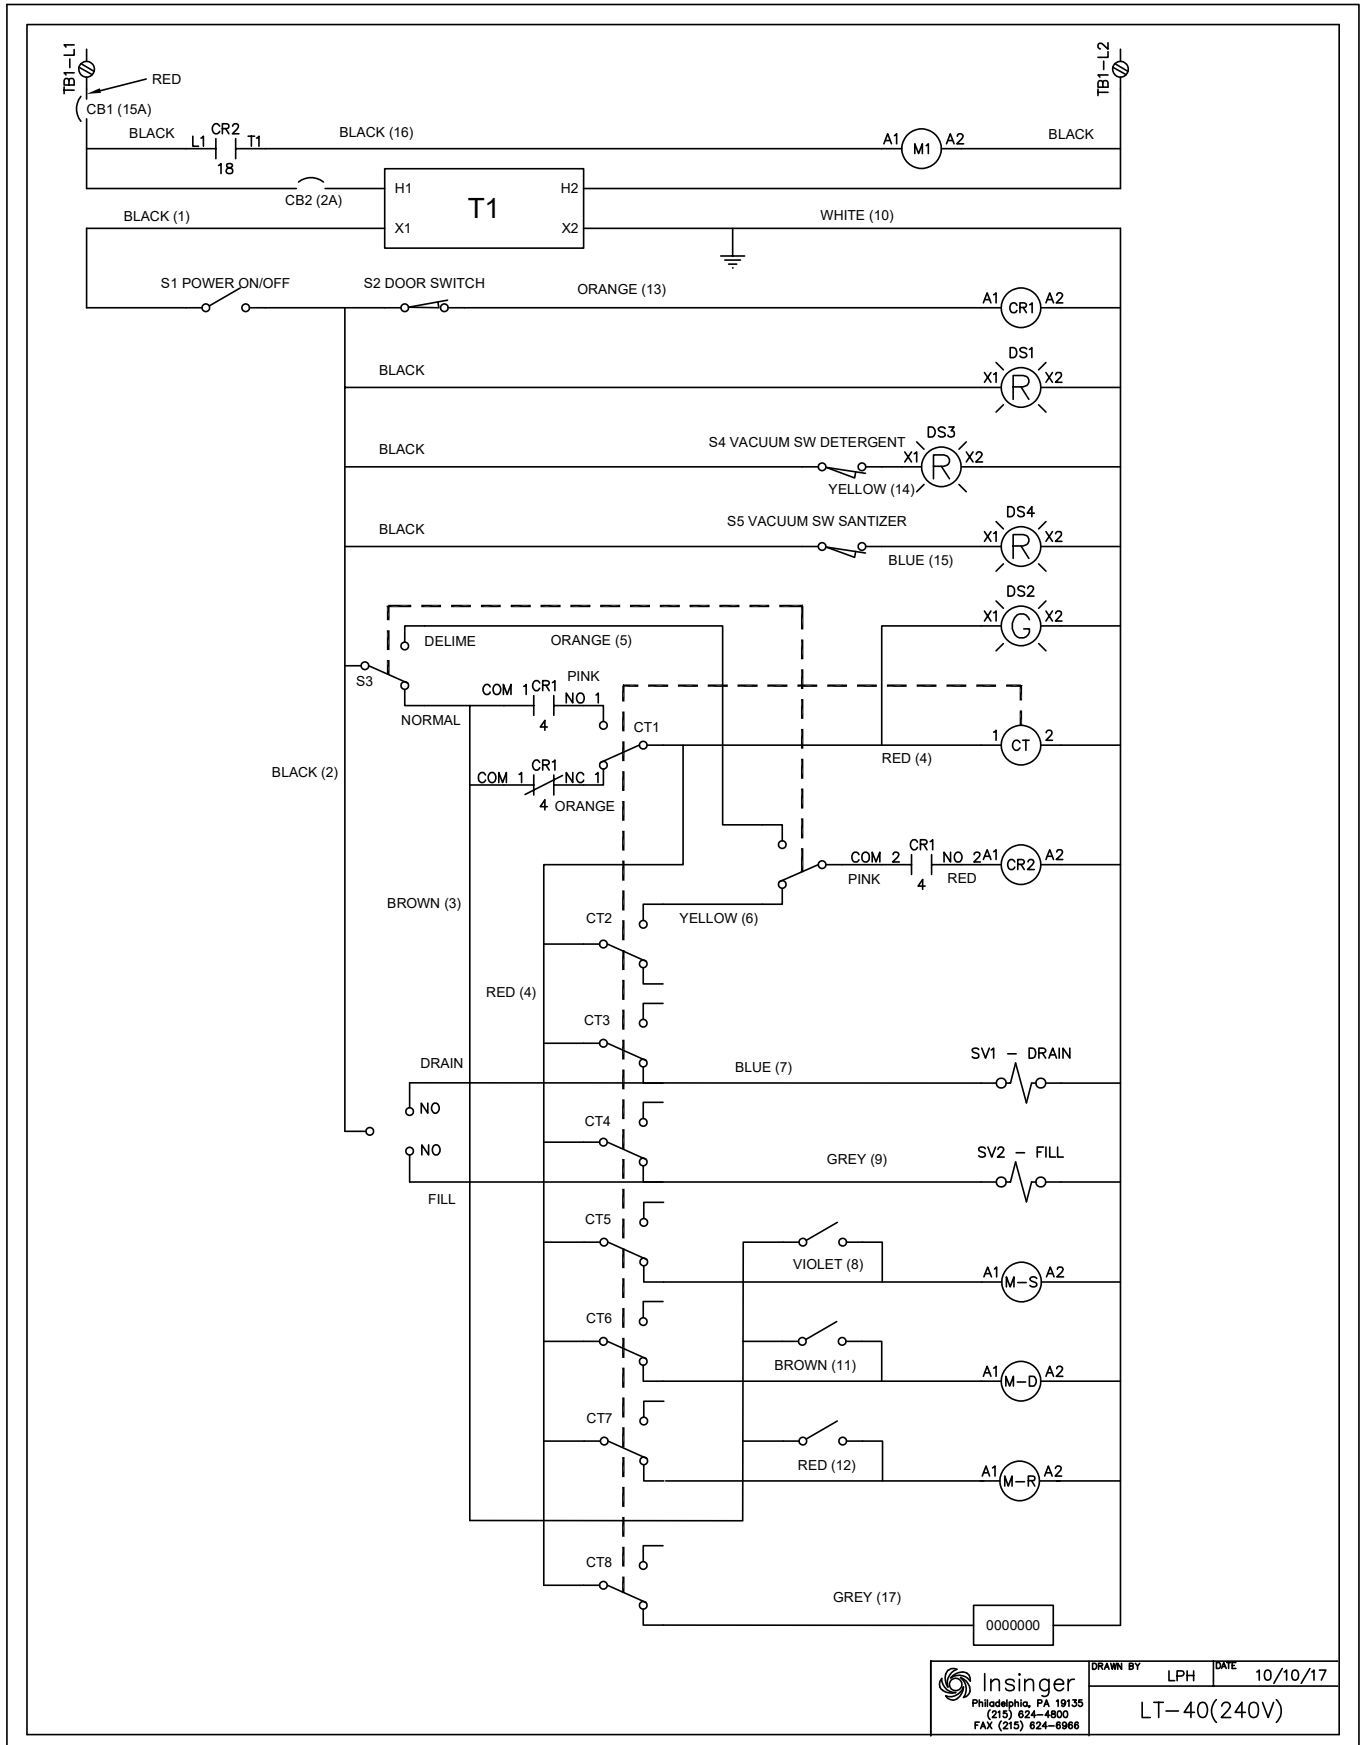 TB1-L1
TB1-L2
RED
CB1 (15A)
BLACK
L1 CR2 T1
18
BLACK (16)
A1 M1 A2
BLACK
CB2 (2A)
H1 T1 H2
X1 X2
BLACK (1)
WHITE (10)
S1 POWER ON/OFF
S2 DOOR SWITCH
ORANGE (13)
A1 CR1 A2
DS1
BLACK
X1 R X2
DS3
S4 VACUUM SW DETERGENT
BLACK
X1 R X2
YELLOW (14)
DS4
S5 VACUUM SW SANTIZER
BLACK
X1 R X2
BLUE (15)
DS2
X1 G X2
DELIME
ORANGE (5)
S3
PINK
COM 1 CR1 NO 1
4
NORMAL
CT1
1 CT 2
RED (4)
BLACK (2)
COM 1 CR1 NC 1
4 ORANGE
COM 2 CR1 NO 2 A1 CR2 A2
PINK 4 RED
BROWN (3)
CT2
YELLOW (6)
RED (4)
CT3
SV1 - DRAIN
DRAIN
BLUE (7)
NO
CT4
NO
GREY (9)
SV2 - FILL
FILL
CT5
VIOLET (8)
A1 M-S A2
CT6
BROWN (11)
A1 M-D A2
CT7
RED (12)
A1 M-R A2
CT8
GREY (17)
0000000
Insinger
Philadelphia, PA 19135
(215) 624-4800
FAX (215) 624-6966
DRAWN BY LPH DATE 10/10/17
LT-40(240V)